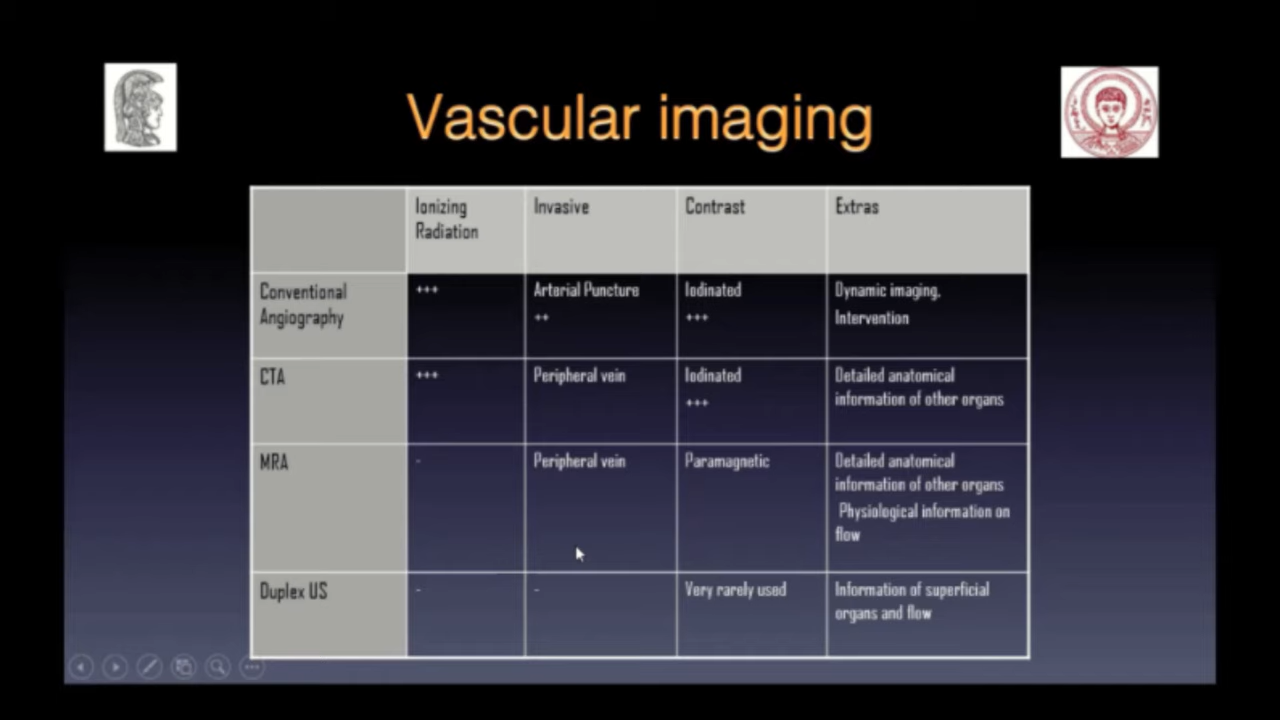 Vascular imaging
Ionizing
Radiation
Invasive
Contrast
Extras
Conventional
Angiography
+++
Arterial Puncture
++
Iodinated
+++
Dynamic imaging,
Intervention
CTA
+++
Peripheral vein
Iodinated
+++
Detailed anatomical
information of other organs
MRA
-
Peripheral vein
Paramagnetic
Detailed anatomical
information of other organs
Physiological information on
flow
Duplex US
-
-
Very rarely used
Information of superficial
organs and flow